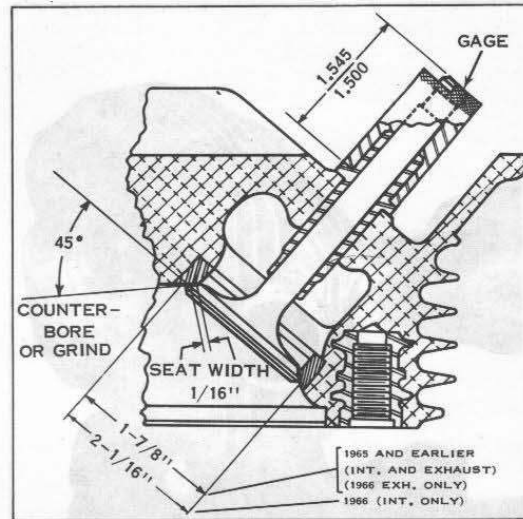 1.545
1.500
GAGE
45°
COUNTER-
BORE
OR GRIND
SEAT WIDTH
1/16"
1-7/8"
2-1/16"
1965 AND EARLIER
(INT. AND EXHAUST)
(1966 EXH. ONLY)
1966 (INT. ONLY)